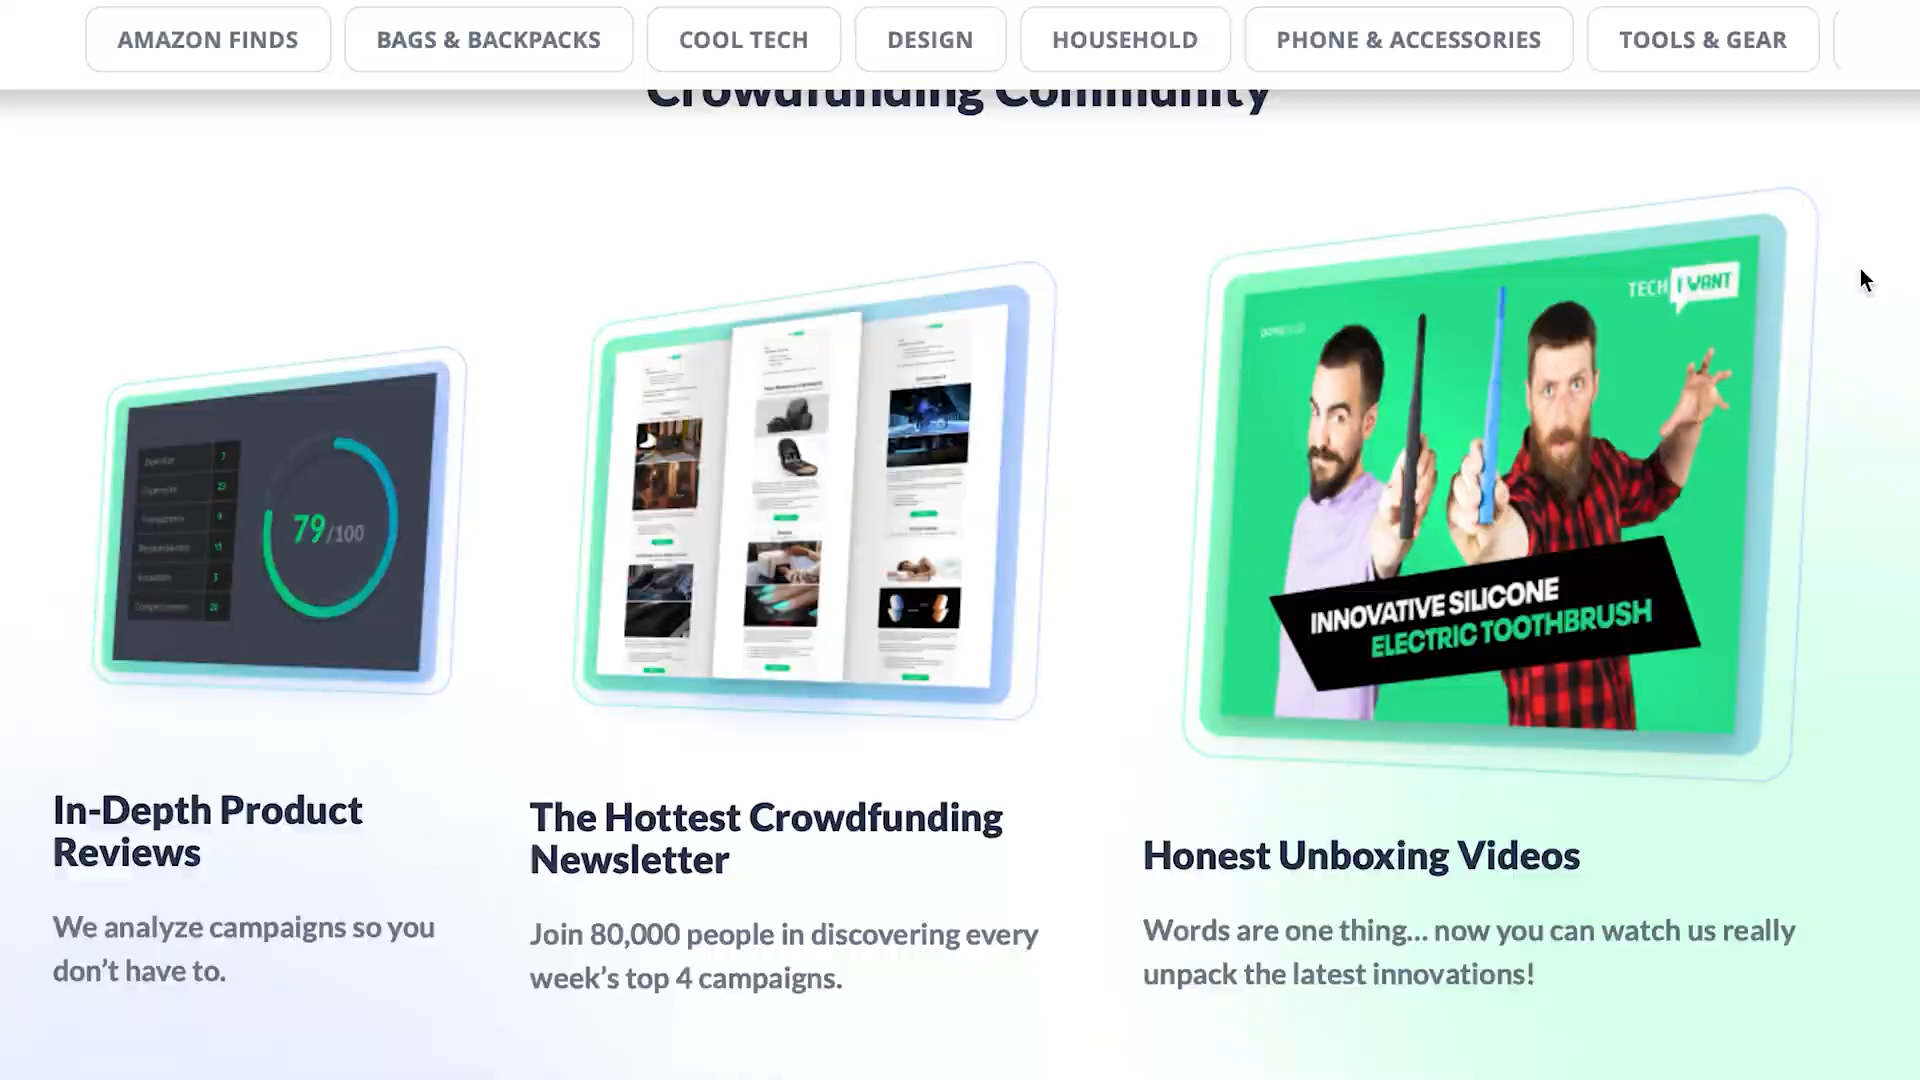 AMAZON FINDS
BAGS & BACKPACKS
COOL TECH
DESIGN
HOUSEHOLD
PHONE & ACCESSORIES
TOOLS & GEAR
Crowdfunding Community
79/100
TECH I WANT
INNOVATIVE SILICONE
ELECTRIC TOOTHBRUSH
In-Depth Product
Reviews
We analyze campaigns so you
don’t have to.
The Hottest Crowdfunding
Newsletter
Join 80,000 people in discovering every
week’s top 4 campaigns.
Honest Unboxing Videos
Words are one thing... now you can watch us really
unpack the latest innovations!